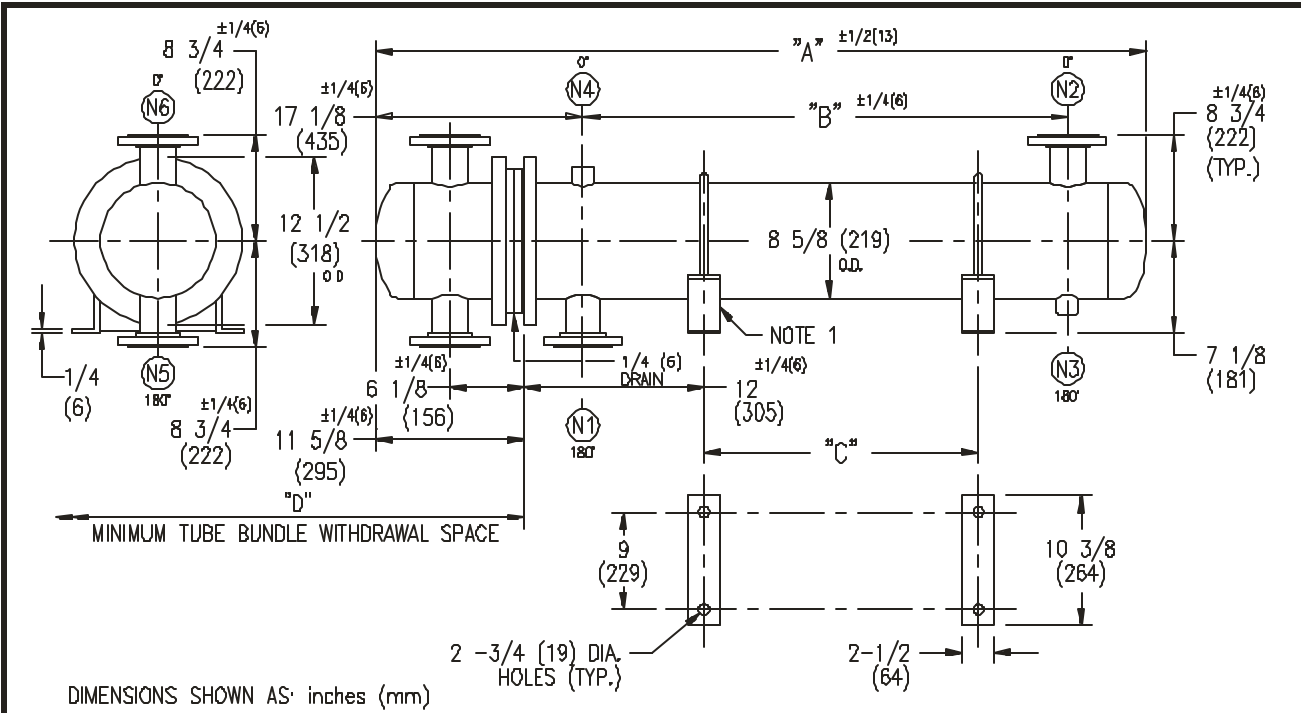 ±1/4(6)
8 3/4
(222)
0°
N6
±1/4(6)
17 1/8
(435)
0°
N4
"A" ±1/2(13)
"B" ±1/4(6)
0°
N2
±1/4(6)
8 3/4
(222)
(TYP.)
12 1/2
(318)
O D
8 5/8 (219)
O.D.
NOTE 1
1/4
(6)
N5
180°
±1/4(6)
8 3/4
(222)
±1/4(6)
6 1/8
(156)
±1/4(6)
11 5/8
(295)
1/4 (6)
DRAIN
±1/4(6)
12
(305)
N1
180°
N3
180°
7 1/8
(181)
"C"
"D"
MINIMUM TUBE BUNDLE WITHDRAWAL SPACE
9
(229)
10 3/8
(264)
2 -3/4 (19) DIA.
HOLES (TYP.)
2-1/2
(64)
DIMENSIONS SHOWN AS: inches (mm)